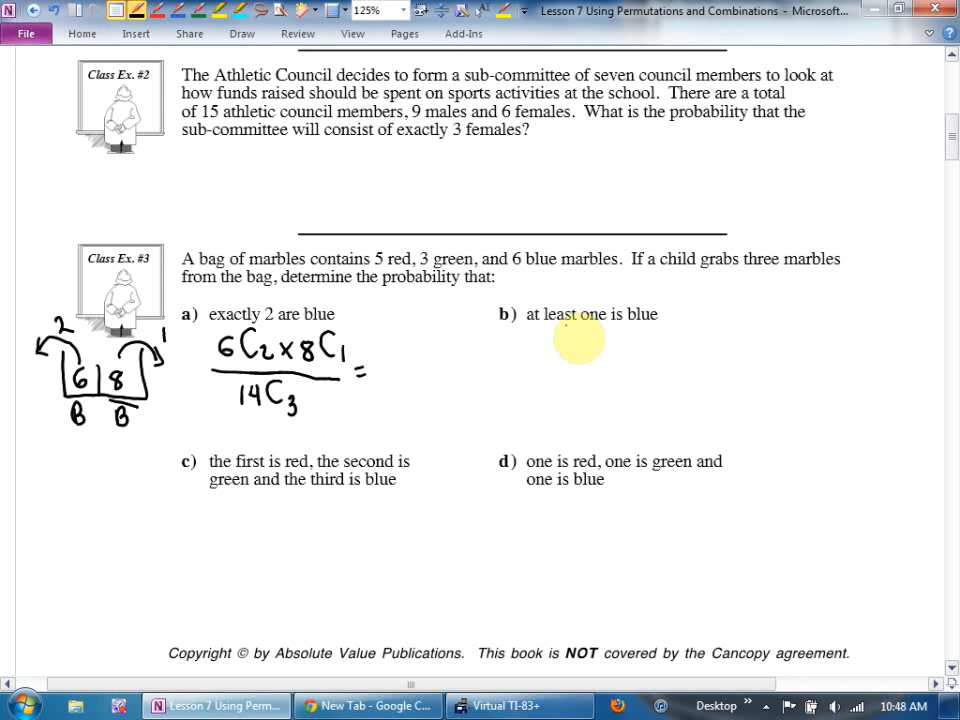 125%
Lesson 7 Using Permutations and Combinations - Microsoft...
File Home Insert Share Draw Review View Pages Add-Ins
Class Ex. #2
The Athletic Council decides to form a sub-committee of seven council members to look at
how funds raised should be spent on sports activities at the school. There are a total
of 15 athletic council members, 9 males and 6 females. What is the probability that the
sub-committee will consist of exactly 3 females?
Class Ex. #3
A bag of marbles contains 5 red, 3 green, and 6 blue marbles. If a child grabs three marbles
from the bag, determine the probability that:
a) exactly 2 are blue
b) at least one is blue
2 1
6 8
B B̅
6C2 × 8C1 =
14C3
c) the first is red, the second is
green and the third is blue
d) one is red, one is green and
one is blue
Copyright © by Absolute Value Publications. This book is NOT covered by the Cancopy agreement.
Lesson 7 Using Perm... New Tab - Google C... Virtual TI-83+ Desktop » 10:48 AM